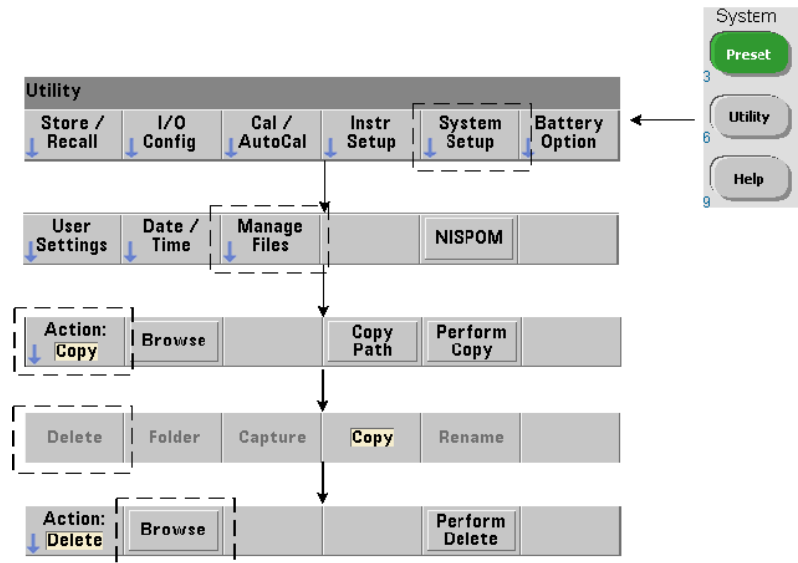 System
Preset
3
Utility
6
Help
9
Utility
Store / Recall
I/O Config
Cal / AutoCal
Instr Setup
System Setup
Battery Option
User Settings
Date / Time
Manage Files
NISPOM
Action: Copy
Browse
Copy Path
Perform Copy
Delete
Folder
Capture
Copy
Rename
Action: Delete
Browse
Perform Delete